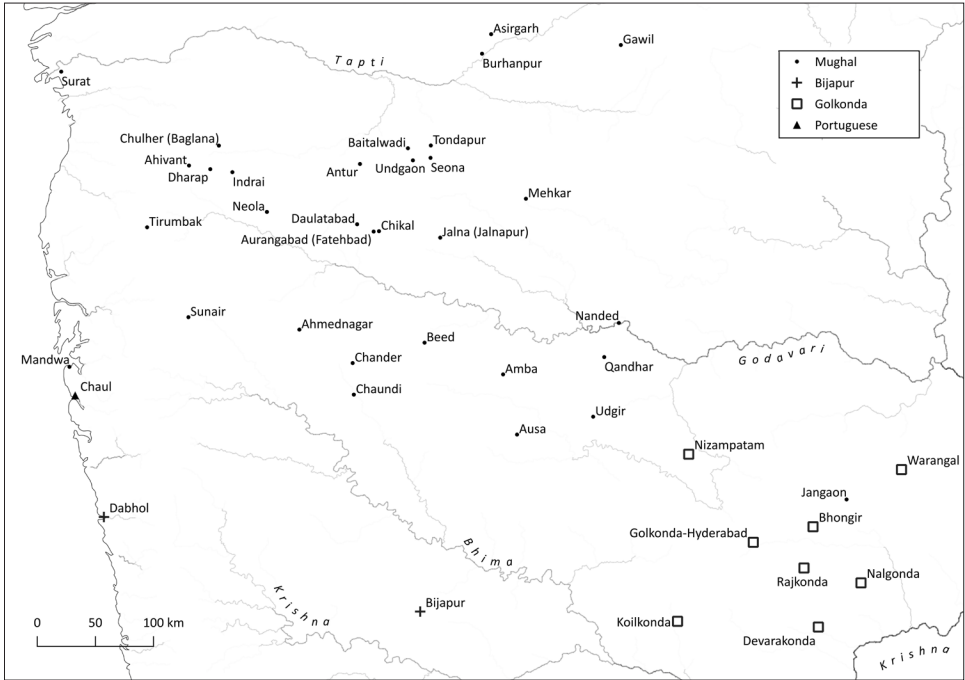 Asirgarh
Gawil
Burhanpur
Tapti
Surat
Mughal
Bijapur
Golkonda
Portuguese
Chulher (Baglana)
Baitalwadi
Tondapur
Ahivant
Dharap
Indrai
Antur
Undgaon
Seona
Mehkar
Neola
Tirumbak
Daulatabad
Chikal
Aurangabad (Fatehbad)
Jalna (Jalnapur)
Sunair
Ahmednagar
Nanded
Beed
Godavari
Mandwa
Chander
Amba
Qandhar
Chaul
Chaundi
Udgir
Ausa
Nizampatam
Warangal
Jangaon
Dabhol
Bhongir
Golkonda-Hyderabad
Bhima
Rajkonda
Nalgonda
Krishna
Bijapur
Koilkonda
Devarakonda
Krishna
0 50 100 km